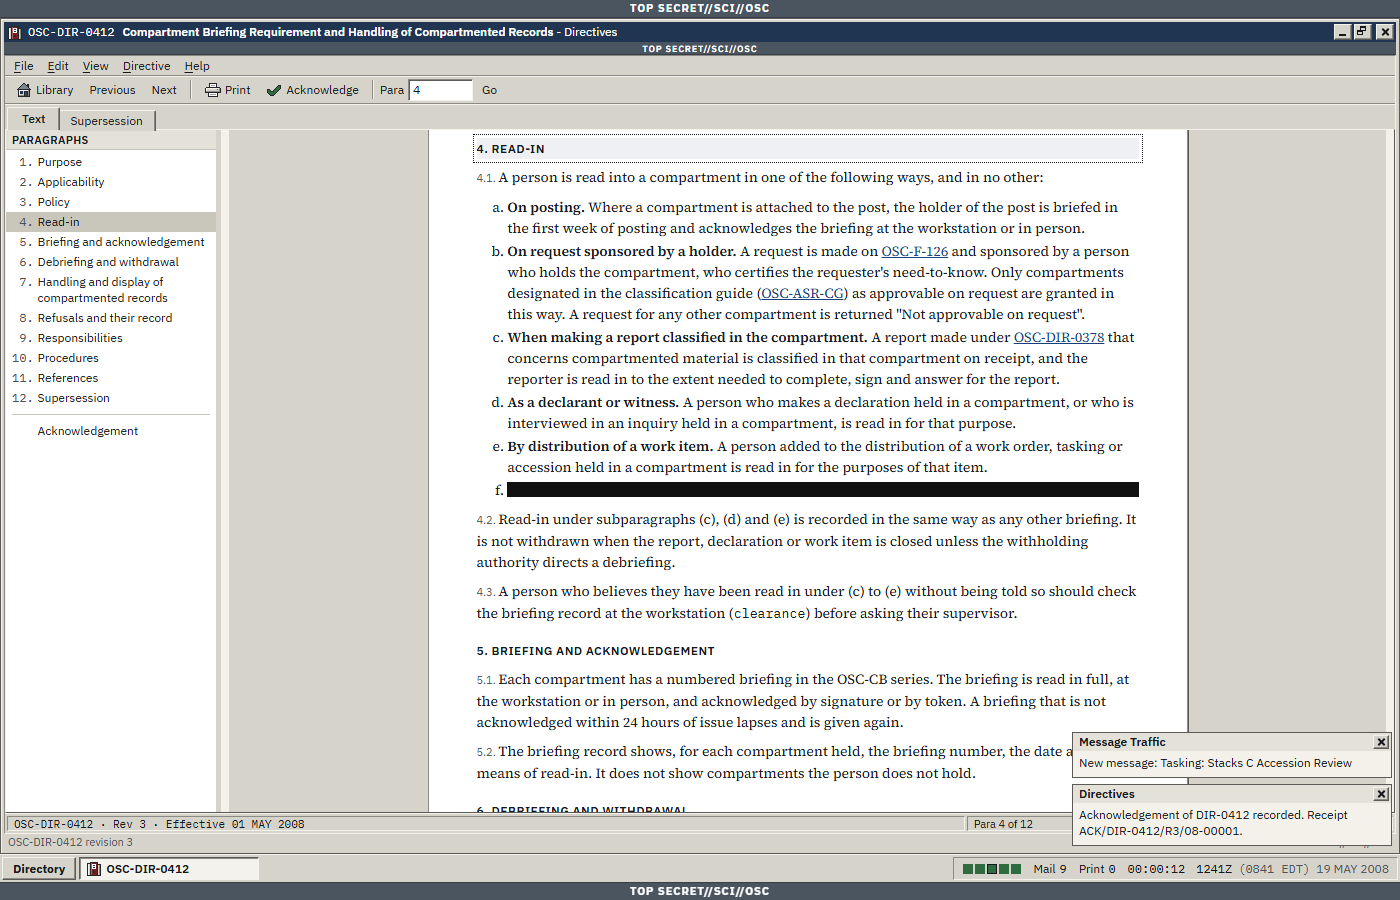 TOP SECRET//SCI//OSC
OSC-DIR-0412 Compartment Briefing Requirement and Handling of Compartmented Records - Directives
TOP SECRET//SCI//OSC
File Edit View Directive Help
Library Previous Next Print Acknowledge Para 4 Go
Text Supersession
PARAGRAPHS
1. Purpose
2. Applicability
3. Policy
4. Read-in
5. Briefing and acknowledgement
6. Debriefing and withdrawal
7. Handling and display of
compartmented records
8. Refusals and their record
9. Responsibilities
10. Procedures
11. References
12. Supersession
Acknowledgement
4. READ-IN
4.1. A person is read into a compartment in one of the following ways, and in no other:
a. On posting. Where a compartment is attached to the post, the holder of the post is briefed in
the first week of posting and acknowledges the briefing at the workstation or in person.
b. On request sponsored by a holder. A request is made on OSC-F-126 and sponsored by a person
who holds the compartment, who certifies the requester's need-to-know. Only compartments
designated in the classification guide (OSC-ASR-CG) as approvable on request are granted in
this way. A request for any other compartment is returned "Not approvable on request".
c. When making a report classified in the compartment. A report made under OSC-DIR-0378 that
concerns compartmented material is classified in that compartment on receipt, and the
reporter is read in to the extent needed to complete, sign and answer for the report.
d. As a declarant or witness. A person who makes a declaration held in a compartment, or who is
interviewed in an inquiry held in a compartment, is read in for that purpose.
e. By distribution of a work item. A person added to the distribution of a work order, tasking or
accession held in a compartment is read in for the purposes of that item.
f.
4.2. Read-in under subparagraphs (c), (d) and (e) is recorded in the same way as any other briefing. It
is not withdrawn when the report, declaration or work item is closed unless the withholding
authority directs a debriefing.
4.3. A person who believes they have been read in under (c) to (e) without being told so should check
the briefing record at the workstation (clearance) before asking their supervisor.
5. BRIEFING AND ACKNOWLEDGEMENT
5.1. Each compartment has a numbered briefing in the OSC-CB series. The briefing is read in full, at
the workstation or in person, and acknowledged by signature or by token. A briefing that is not
acknowledged within 24 hours of issue lapses and is given again.
5.2. The briefing record shows, for each compartment held, the briefing number, the date a
means of read-in. It does not show compartments the person does not hold.
6. DEBRIEFING AND WITHDRAWAL
Message Traffic
New message: Tasking: Stacks C Accession Review
Directives
Acknowledgement of DIR-0412 recorded. Receipt
ACK/DIR-0412/R3/08-00001.
OSC-DIR-0412 · Rev 3 · Effective 01 MAY 2008 Para 4 of 12
OSC-DIR-0412 revision 3
Directory OSC-DIR-0412 Mail 9 Print 0 00:00:12 1241Z (0841 EDT) 19 MAY 2008
TOP SECRET//SCI//OSC